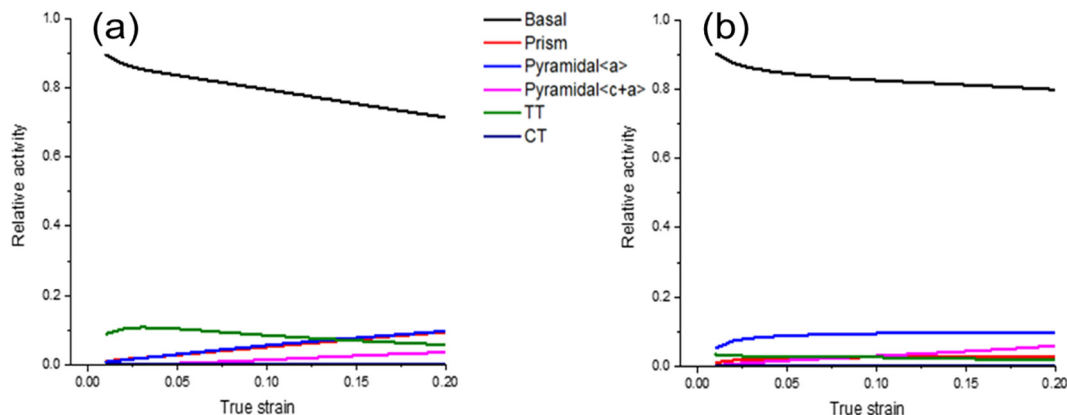 (a)
1.0
0.8
0.6
0.4
0.2
0.0
Relative activity
0.00 0.05 0.10 0.15 0.20
True strain
Basal
Prism
Pyramidal<a>
Pyramidal<c+a>
TT
CT
(b)
1.0
0.8
0.6
0.4
0.2
0.0
Relative activity
0.00 0.05 0.10 0.15 0.20
True strain